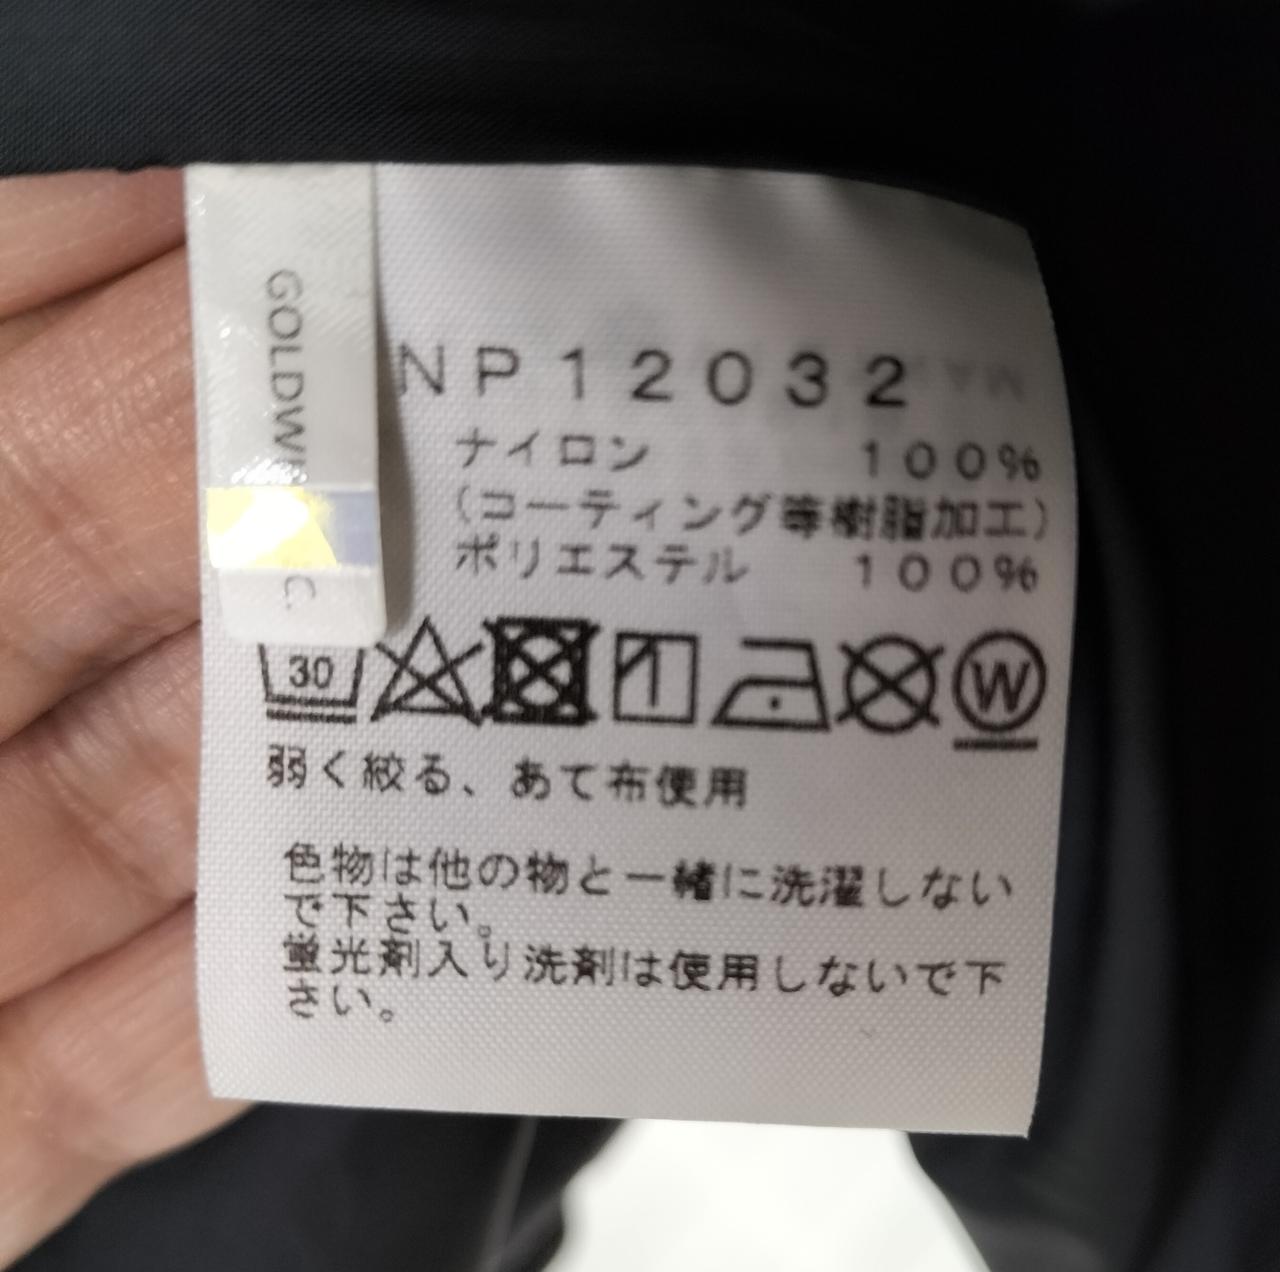 GOLDW
C.
NP12032
ナイロン 100%
(コーティング等樹脂加工)
ポリエステル 100%
30
W
弱く絞る、あて布使用
色物は他の物と一緒に洗濯しない
で下さい。
蛍光剤入り洗剤は使用しないで下
さい。